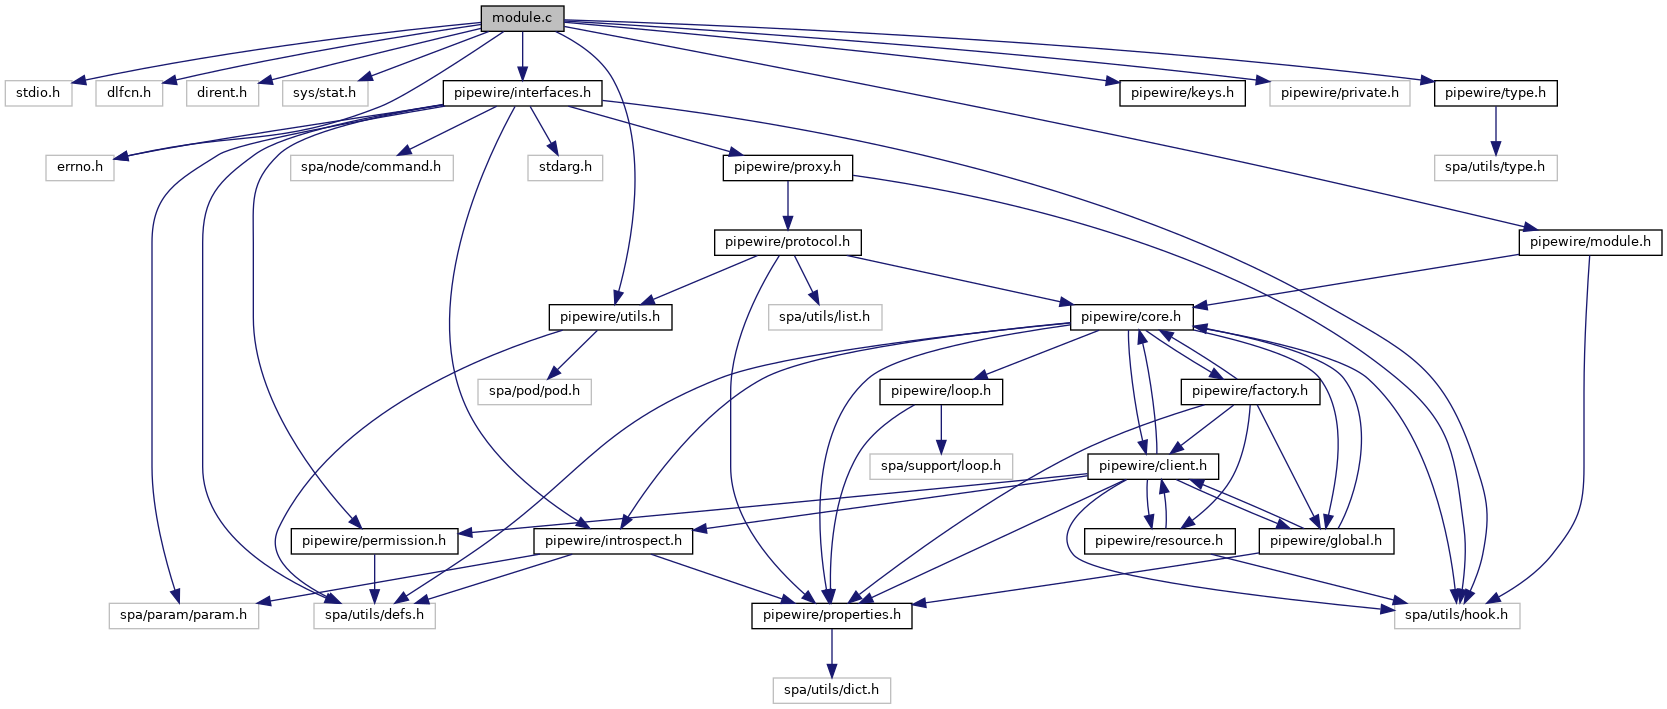 module.c
stdio.h
dlfcn.h
dirent.h
sys/stat.h
pipewire/interfaces.h
pipewire/keys.h
pipewire/private.h
pipewire/type.h
errno.h
spa/node/command.h
stdarg.h
pipewire/proxy.h
spa/utils/type.h
pipewire/protocol.h
pipewire/module.h
pipewire/utils.h
spa/utils/list.h
pipewire/core.h
spa/pod/pod.h
pipewire/loop.h
pipewire/factory.h
spa/support/loop.h
pipewire/client.h
pipewire/permission.h
pipewire/introspect.h
pipewire/resource.h
pipewire/global.h
spa/param/param.h
spa/utils/defs.h
pipewire/properties.h
spa/utils/hook.h
spa/utils/dict.h